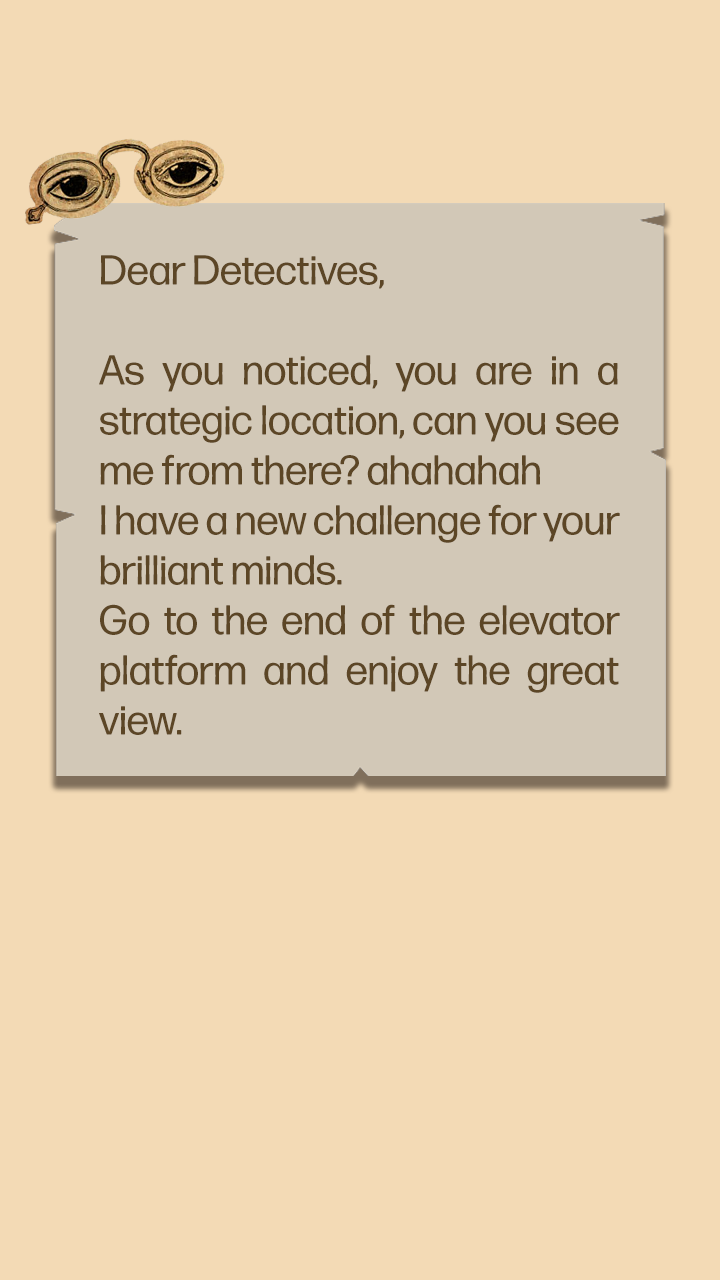 Dear Detectives,
As you noticed, you are in a
strategic location, can you see
me from there? ahahahah
I have a new challenge for your
brilliant minds.
Go to the end of the elevator
platform and enjoy the great
view.